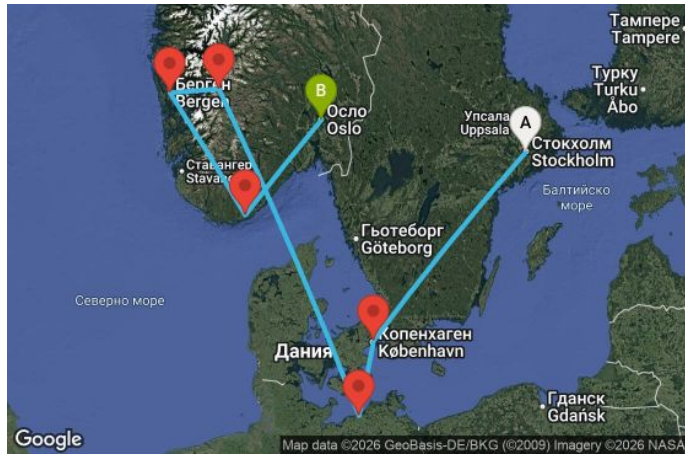 Тампере
Tampere
Турку
Turku
Åbo
Берген
Bergen
B
Осло
Oslo
Упсала
Uppsala
A
Стокхолм
Stockholm
Ставангер
Балтийско
море
Гьотеборг
Göteborg
Северно море
Копенхаген
København
Дания
Гданск
Gdańsk
Google
Map data ©2026 GeoBasis-DE/BKG (©2009) Imagery ©2026 NASA